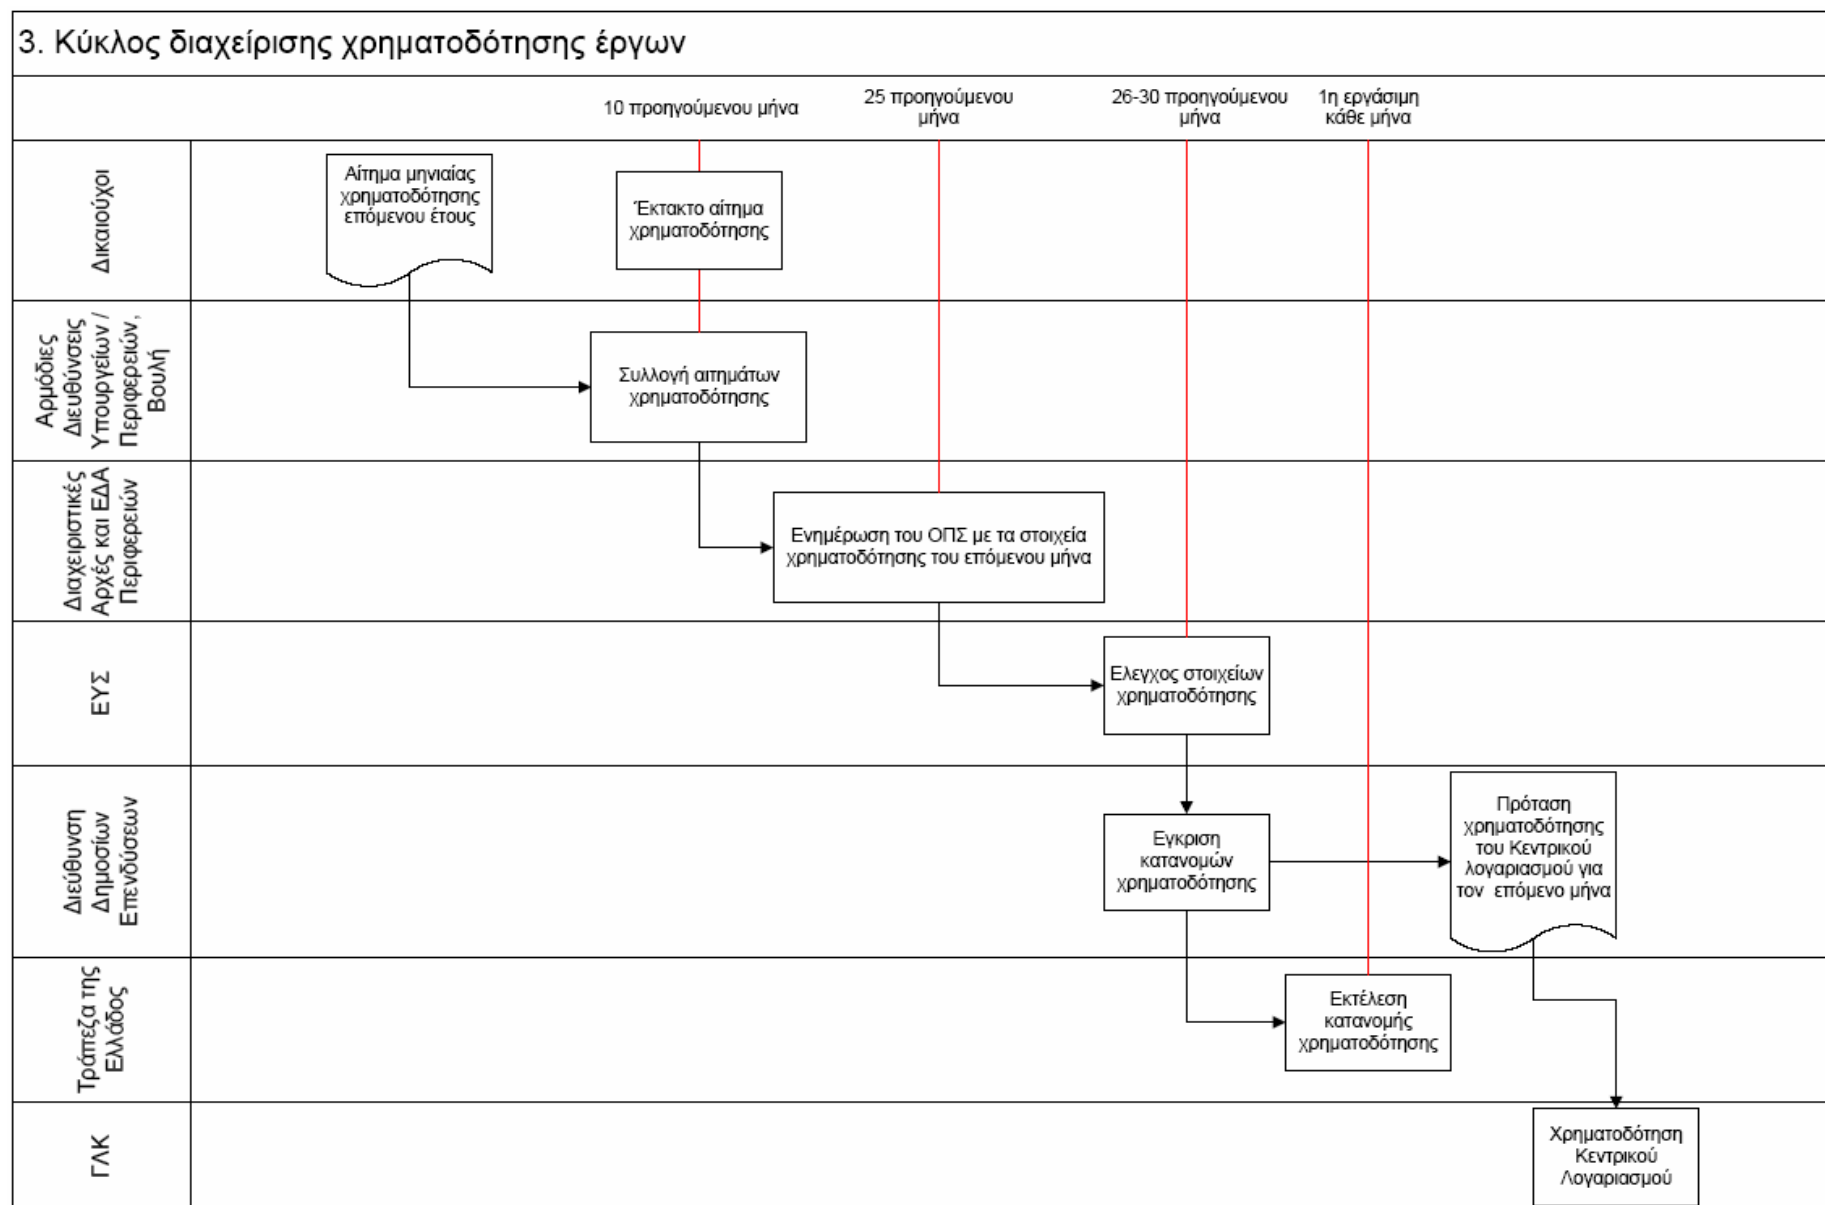 3. Κύκλος διαχείρισης χρηματοδότησης έργων
10 προηγούμενου μήνα
25 προηγούμενου
μήνα
26-30 προηγούμενου
μήνα
1η εργάσιμη
κάθε μήνα
Δικαιούχοι
Αίτημα μηνιαίας
χρηματοδότησης
επόμενου έτους
Έκτακτο αίτημα
χρηματοδότησης
Αρμόδιες
Διευθύνσεις
Υπουργείων /
Περιφερειών,
Βουλή
Συλλογή αιτημάτων
χρηματοδότησης
Διαχειριστικές
Αρχές και ΕΔΑ
Περιφερειών
Ενημέρωση του ΟΠΣ με τα στοιχεία
χρηματοδότησης του επόμενου μήνα
ΕΥΣ
Ελεγχος στοιχείων
χρηματοδότησης
Διεύθυνση
Δημοσίων
Επενδύσεων
Εγκριση
κατανομών
χρηματοδότησης
Πρόταση
χρηματοδότησης
του Κεντρικού
λογαριασμού για
τον επόμενο μήνα
Τράπεζα της
Ελλάδος
Εκτέλεση
κατανομής
χρηματοδότησης
ΓΛΚ
Χρηματοδότηση
Κεντρικού
Λογαριασμού